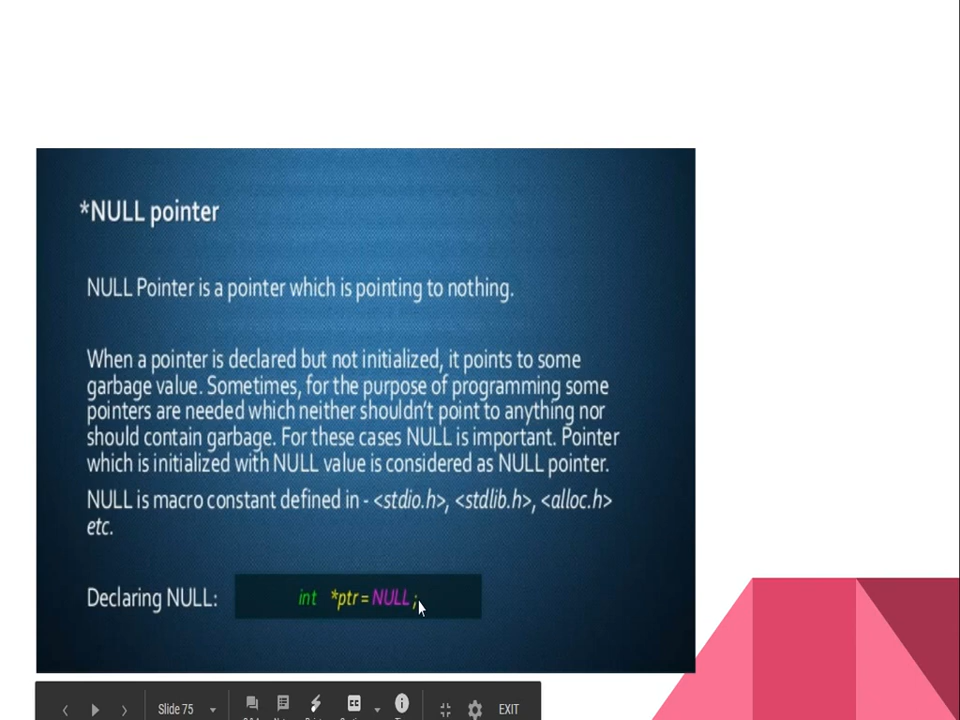 *NULL pointer
NULL Pointer is a pointer which is pointing to nothing.
When a pointer is declared but not initialized, it points to some
garbage value. Sometimes, for the purpose of programming some
pointers are needed which neither shouldn't point to anything nor
should contain garbage. For these cases NULL is important. Pointer
which is initialized with NULL value is considered as NULL pointer.
NULL is macro constant defined in - <stdio.h>, <stdlib.h>, <alloc.h>
etc.
Declaring NULL: int *ptr = NULL ;
Slide 75 CC EXIT